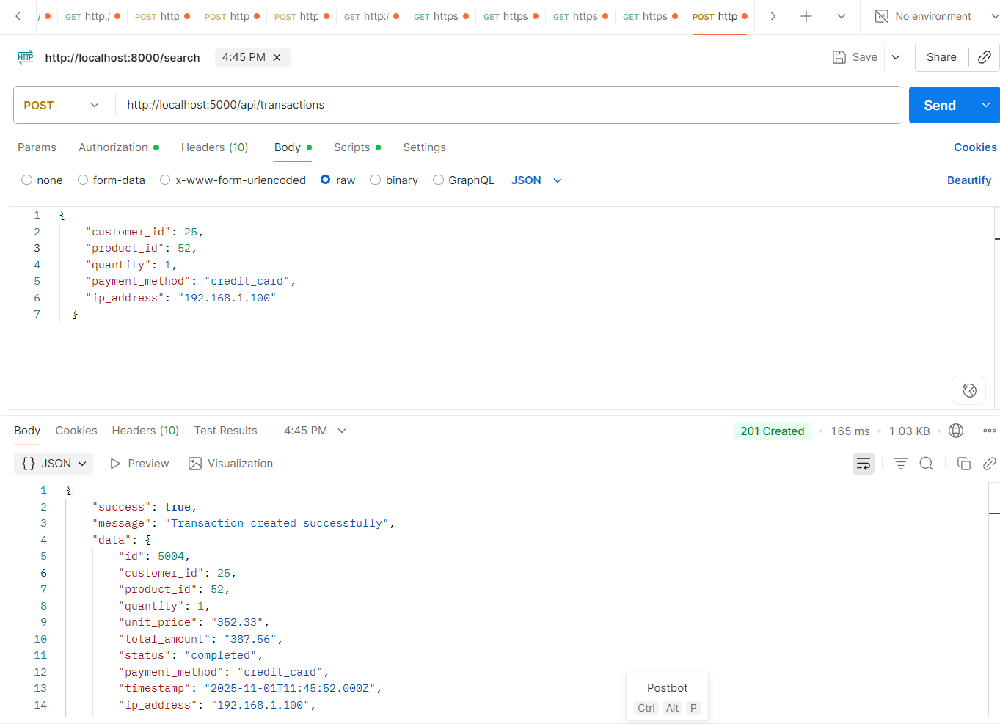 / GET http:/ POST http POST http POST http GET http:/ GET https GET https GET https GET https POST http No environment
HTTP http://localhost:8000/search 4:45 PM Save Share
POST http://localhost:5000/api/transactions Send
Params Authorization Headers (10) Body Scripts Settings Cookies
none form-data x-www-form-urlencoded raw binary GraphQL JSON Beautify
1 {
2 "customer_id": 25,
3 "product_id": 52,
4 "quantity": 1,
5 "payment_method": "credit_card",
6 "ip_address": "192.168.1.100"
7 }
Body Cookies Headers (10) Test Results 4:45 PM 201 Created 165 ms 1.03 KB
{} JSON Preview Visualization
1 {
2 "success": true,
3 "message": "Transaction created successfully",
4 "data": {
5 "id": 5004,
6 "customer_id": 25,
7 "product_id": 52,
8 "quantity": 1,
9 "unit_price": "352.33",
10 "total_amount": "387.56",
11 "status": "completed",
12 "payment_method": "credit_card",
13 "timestamp": "2025-11-01T11:45:52.000Z",
14 "ip_address": "192.168.1.100",
Postbot
Ctrl Alt P